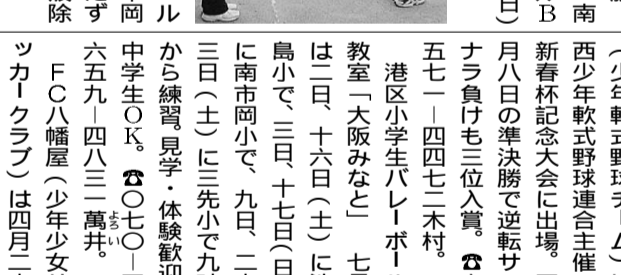 南
B
日)
ル
岡
ず
除
西少年軟式野球連合主催
新春杯記念大会に出場。
月八日の準決勝で逆転サ
ナラ負けも三位入賞。☎
五七一―四四七二木村。
港区小学生バレーボー
教室「大阪みなと」 七
は二日、十六日(土)に
島小で、三日、十七日(日
に南市岡小で、九日、二
三日(土)に三先小で九
から練習。見学・体験歓迎
中学生OK。☎〇七〇―
六五九―四八三一萬井。
よろい
FC八幡屋(少年少女
ッカークラブ)は四月二